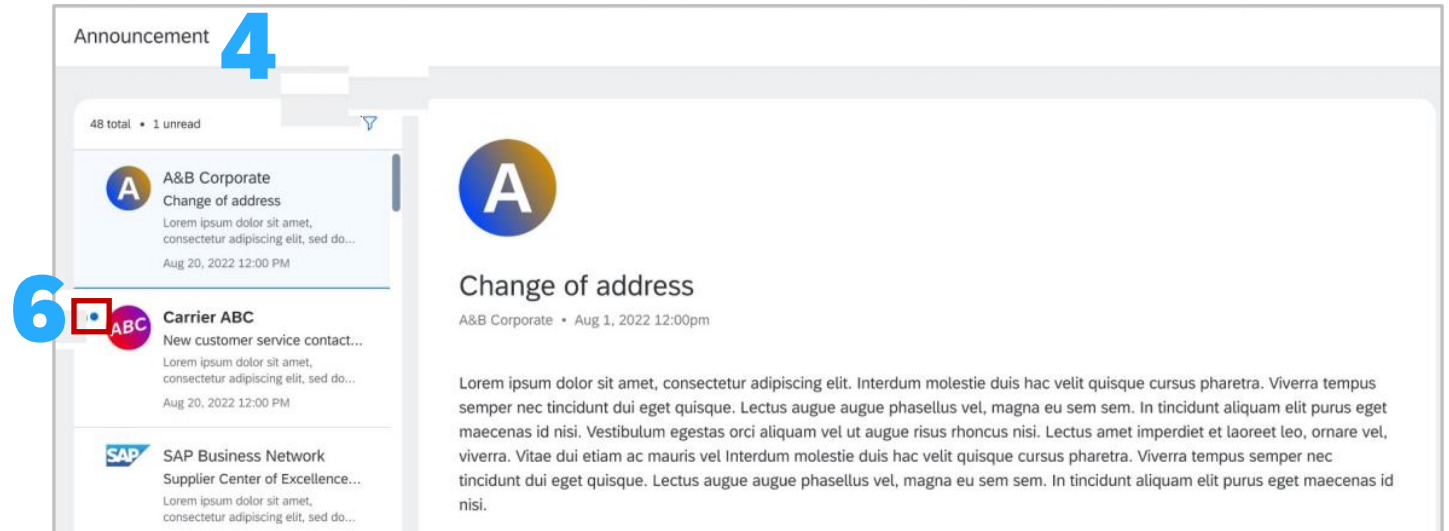 Announcement
4
48 total • 1 unread
A
A&B Corporate
Change of address
Lorem ipsum dolor sit amet,
consectetur adipiscing elit, sed do...
Aug 20, 2022 12:00 PM
6
ABC
Carrier ABC
New customer service contact...
Lorem ipsum dolor sit amet,
consectetur adipiscing elit, sed do...
Aug 20, 2022 12:00 PM
SAP
SAP Business Network
Supplier Center of Excellence...
Lorem ipsum dolor sit amet,
consectetur adipiscing elit, sed do...
A
Change of address
A&B Corporate • Aug 1, 2022 12:00pm
Lorem ipsum dolor sit amet, consectetur adipiscing elit. Interdum molestie duis hac velit quisque cursus pharetra. Viverra tempus
semper nec tincidunt dui eget quisque. Lectus augue augue phasellus vel, magna eu sem sem. In tincidunt aliquam elit purus eget
maecenas id nisi. Vestibulum egestas orci aliquam vel ut augue risus rhoncus nisi. Lectus amet imperdiet et laoreet leo, ornare vel,
viverra. Vitae dui etiam ac mauris vel Interdum molestie duis hac velit quisque cursus pharetra. Viverra tempus semper nec
tincidunt dui eget quisque. Lectus augue augue phasellus vel, magna eu sem sem. In tincidunt aliquam elit purus eget maecenas id
nisi.